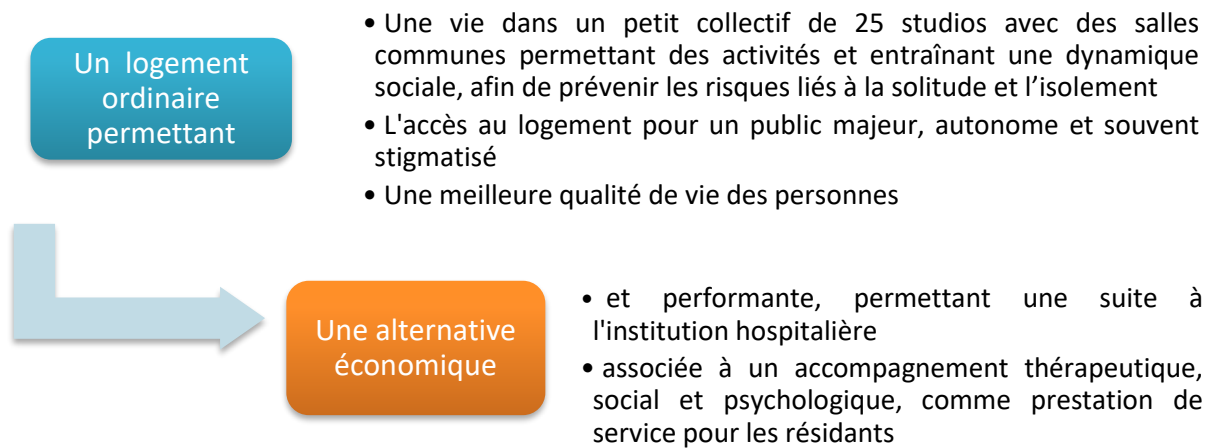 Un logement
ordinaire
permettant
• Une vie dans un petit collectif de 25 studios avec des salles
communes permettant des activités et entraînant une dynamique
sociale, afin de prévenir les risques liés à la solitude et l’isolement
• L'accès au logement pour un public majeur, autonome et souvent
stigmatisé
• Une meilleure qualité de vie des personnes
Une alternative
économique
• et performante, permettant une suite à
l'institution hospitalière
• associée à un accompagnement thérapeutique,
social et psychologique, comme prestation de
service pour les résidants